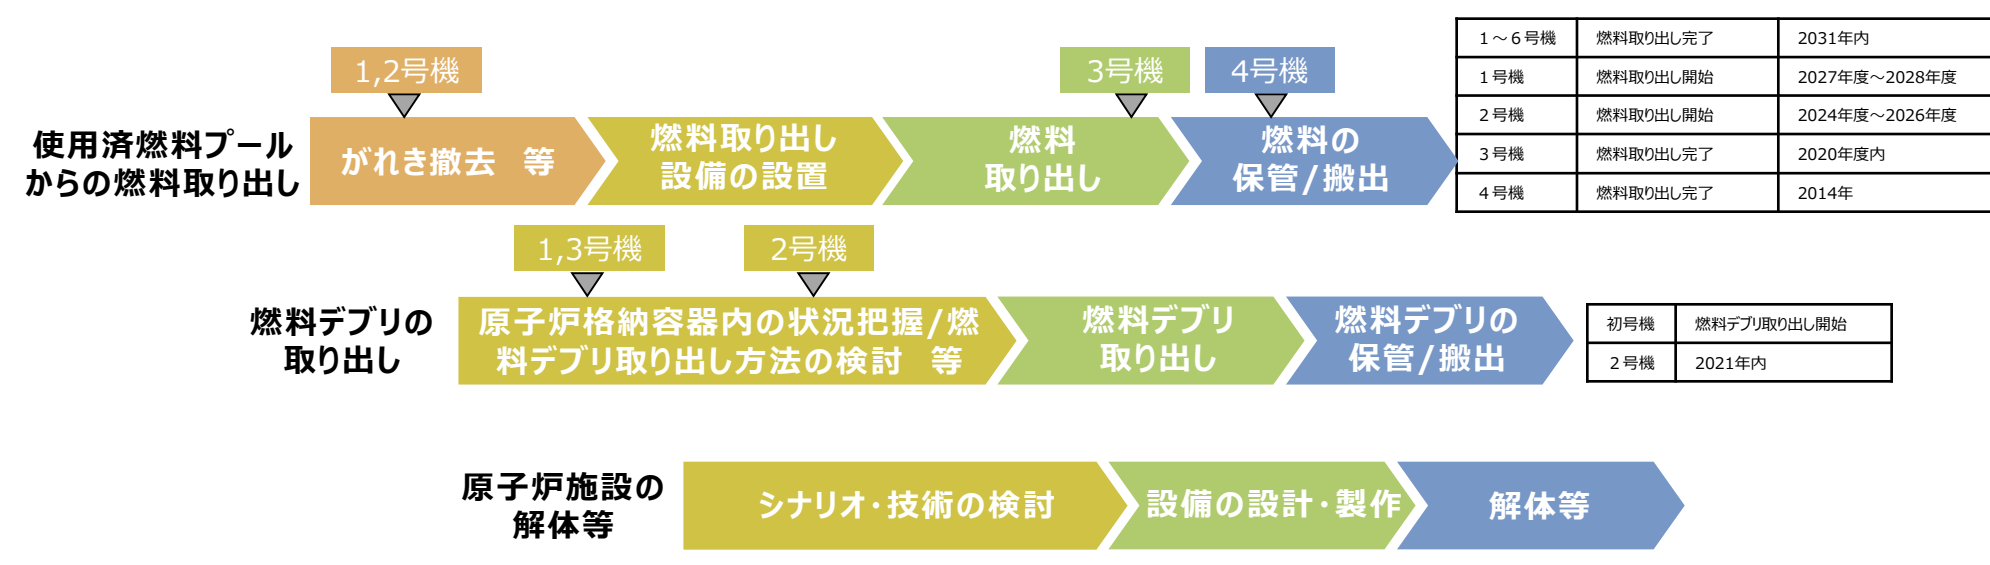 1,2号機
3号機
4号機
使用済燃料プール
からの燃料取り出し
がれき撤去 等
燃料取り出し
設備の設置
燃料
取り出し
燃料の
保管/搬出
1～6号機 燃料取り出し完了 2031年内
1号機 燃料取り出し開始 2027年度～2028年度
2号機 燃料取り出し開始 2024年度～2026年度
3号機 燃料取り出し完了 2020年度内
4号機 燃料取り出し完了 2014年
1,3号機
2号機
燃料デブリの
取り出し
原子炉格納容器内の状況把握/燃
料デブリ取り出し方法の検討 等
燃料デブリ
取り出し
燃料デブリの
保管/搬出
初号機 燃料デブリ取り出し開始
2号機 2021年内
原子炉施設の
解体等
シナリオ・技術の検討
設備の設計・製作
解体等